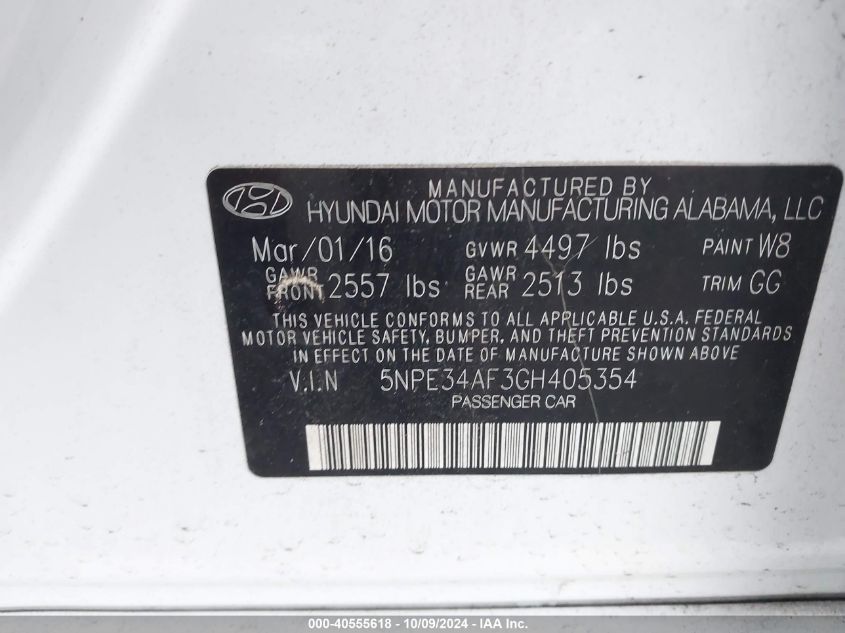 MANUFACTURED BY
HYUNDAI MOTOR MANUFACTURING ALABAMA, LLC
Mar/01/16 GVWR 4497 lbs PAINT W8
GAWR FRONT 2557 lbs GAWR REAR 2513 lbs TRIM GG
THIS VEHICLE CONFORMS TO ALL APPLICABLE U.S.A. FEDERAL
MOTOR VEHICLE SAFETY, BUMPER, AND THEFT PREVENTION STANDARDS
IN EFFECT ON THE DATE OF MANUFACTURE SHOWN ABOVE
V.I.N 5NPE34AF3GH405354
PASSENGER CAR
000-40555618 - 10/09/2024 - IAA Inc.